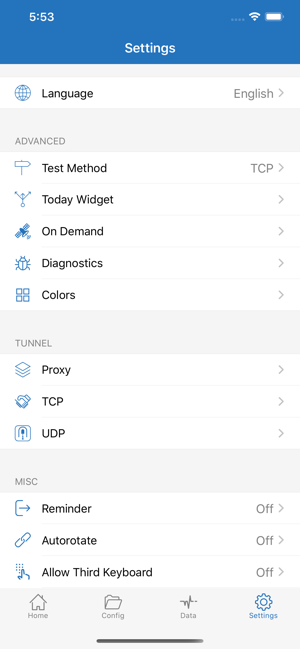 5:53
Settings
Language English
ADVANCED
Test Method TCP
Today Widget
On Demand
Diagnostics
Colors
TUNNEL
Proxy
TCP
UDP
MISC
Reminder Off
Autorotate Off
Allow Third Keyboard Off
Home Config Data Settings